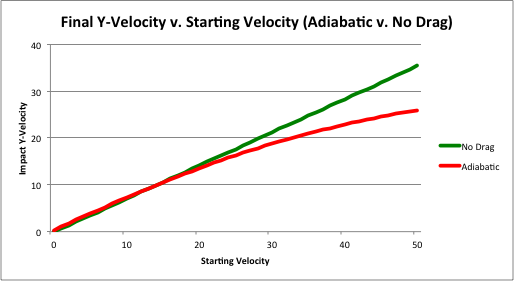 Final Y-Velocity v. Starting Velocity (Adiabatic v. No Drag)
40
30
20
10
0
Impact Y-Velocity
0 10 20 30 40 50
Starting Velocity
No Drag
Adiabatic